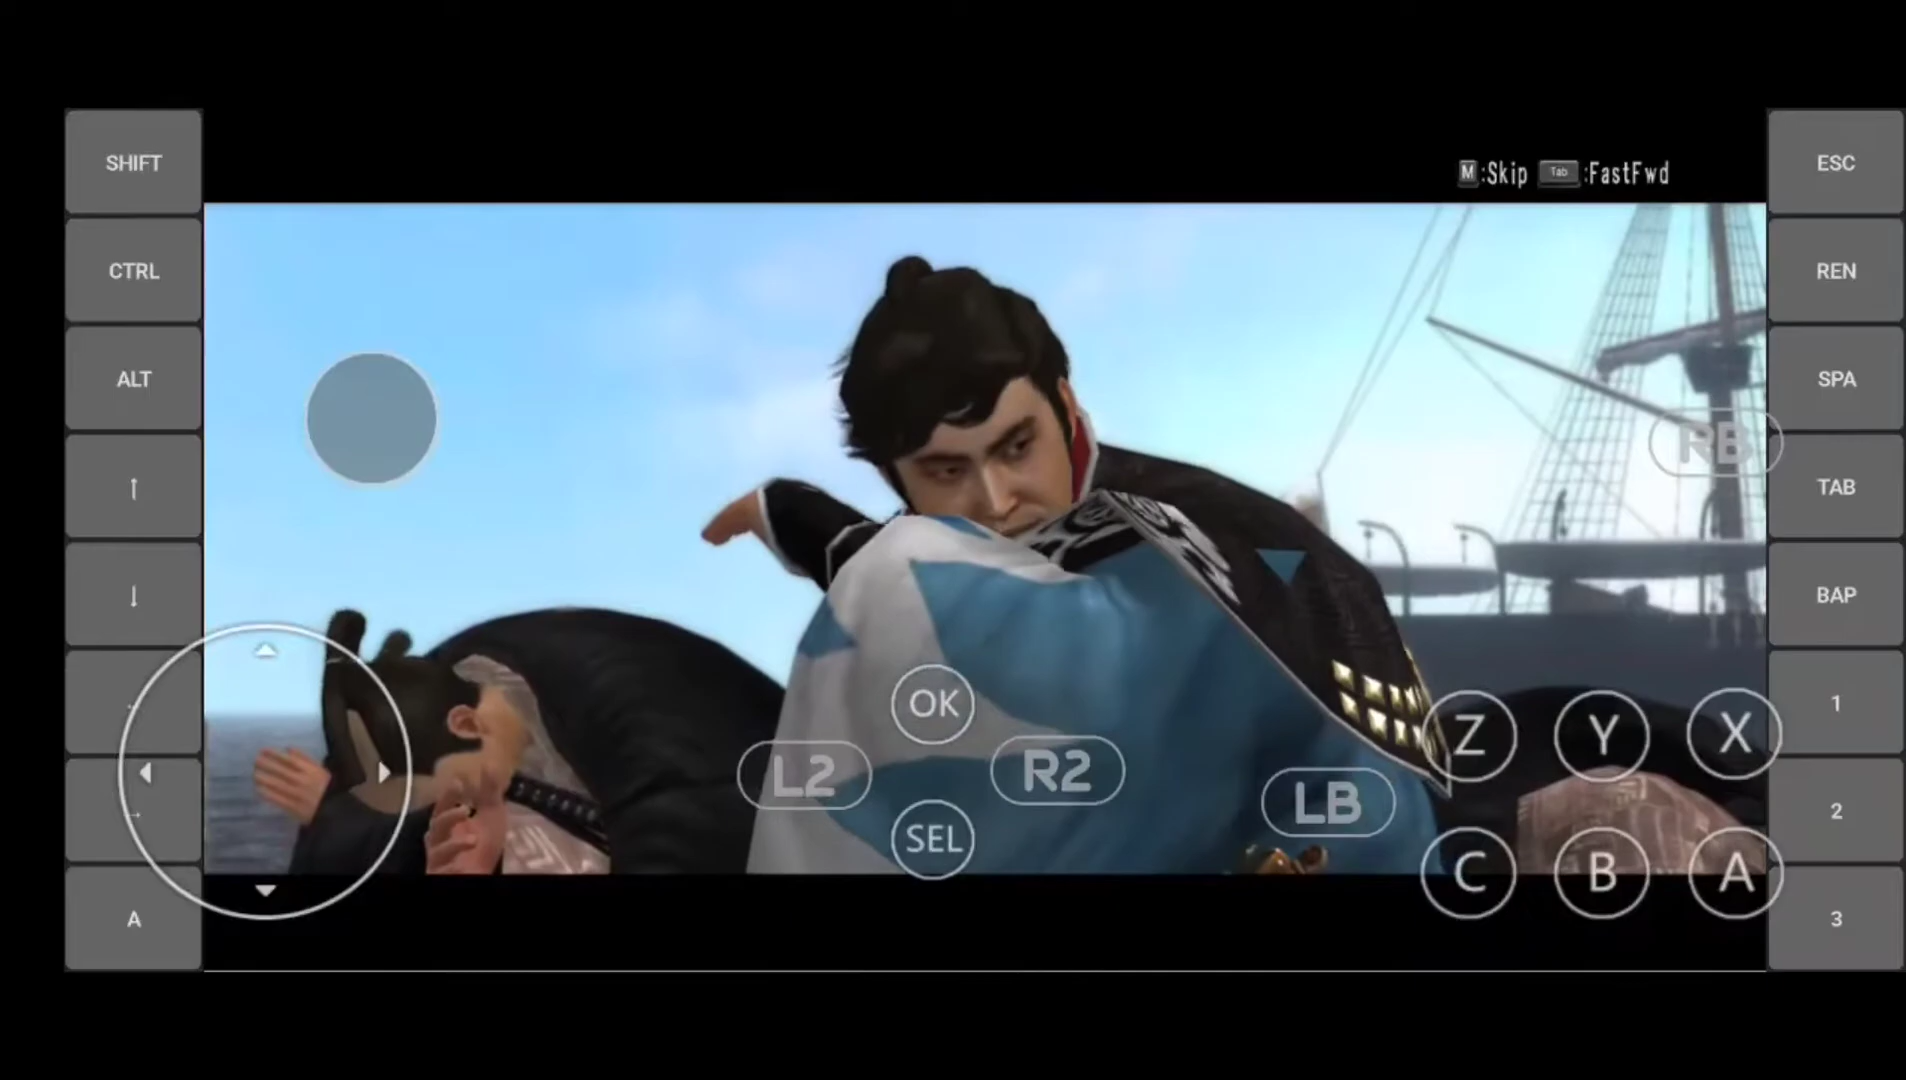 SHIFT
ESC
M :Skip Tab :FastFwd
CTRL
REN
ALT
SPA
RB
↑
TAB
↓
BAP
OK
1
L2
R2
Z
Y
X
LB
2
SEL
C
B
A
A
3